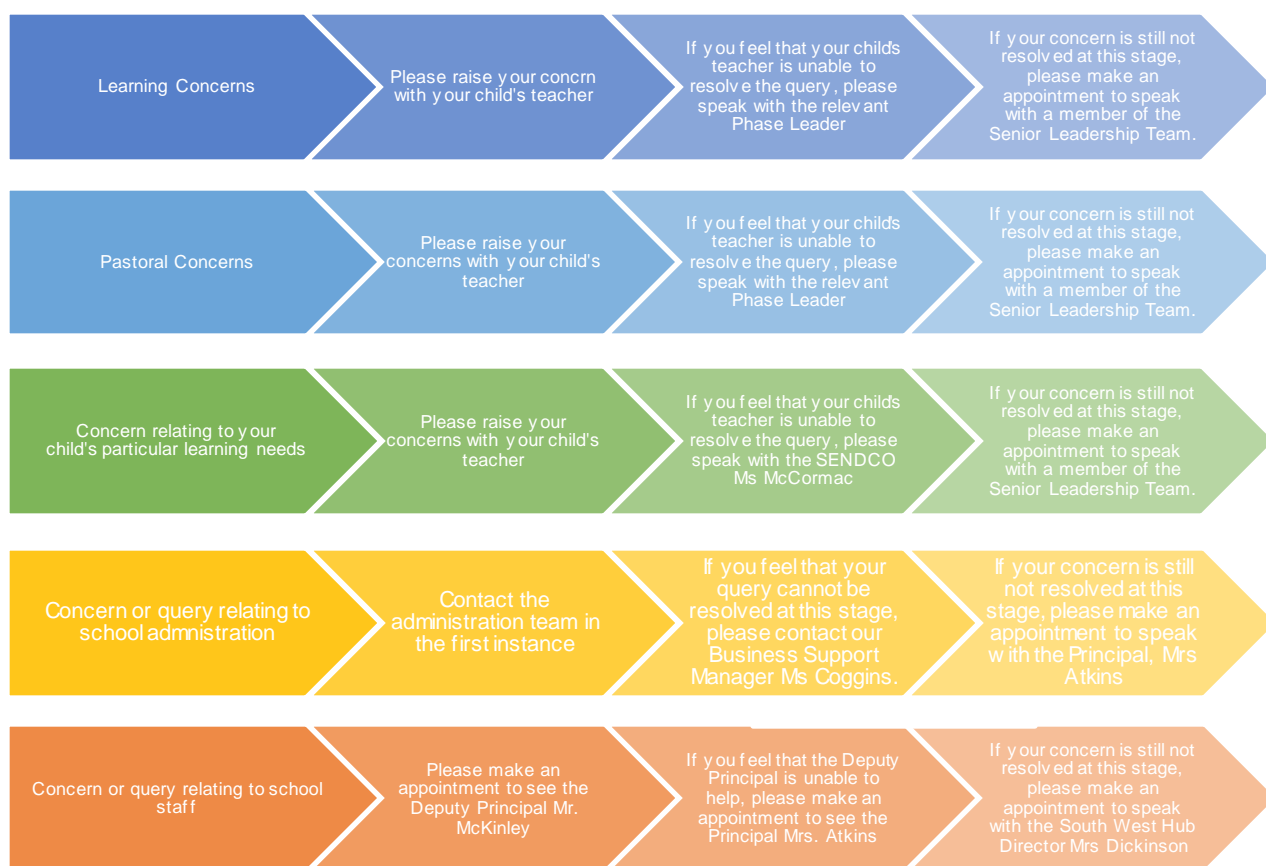 Learning Concerns
Please raise your concrn
with your child's teacher
If you feel that your child's
teacher is unable to
resolve the query, please
speak with the relevant
Phase Leader
If your concern is still not
resolved at this stage,
please make an
appointment to speak
with a member of the
Senior Leadership Team.
Pastoral Concerns
Please raise your
concerns with your child's
teacher
If you feel that your child's
teacher is unable to
resolve the query, please
speak with the relevant
Phase Leader
If your concern is still not
resolved at this stage,
please make an
appointment to speak
with a member of the
Senior Leadership Team.
Concern relating to your
child's particular learning needs
Please raise your
concerns with your child's
teacher
If you feel that your child's
teacher is unable to
resolve the query, please
speak with the SENDCO
Ms McCormac
If your concern is still not
resolved at this stage,
please make an
appointment to speak
with a member of the
Senior Leadership Team.
Concern or query relating to
school admnistration
Contact the
administration team in
the first instance
If you feel that your
query cannot be
resolved at this stage,
please contact our
Business Support
Manager Ms Coggins.
If your concern is still
not resolved at this
stage, please make an
appointment to speak
with the Principal, Mrs
Atkins
Concern or query relating to school
staff
Please make an
appointment to see the
Deputy Principal Mr.
McKinley
If you feel that the Deputy
Principal is unable to
help, please make an
appointment to see the
Principal Mrs. Atkins
If your concern is still not
resolved at this stage,
please make an
appointment to speak
with the South West Hub
Director Mrs Dickinson